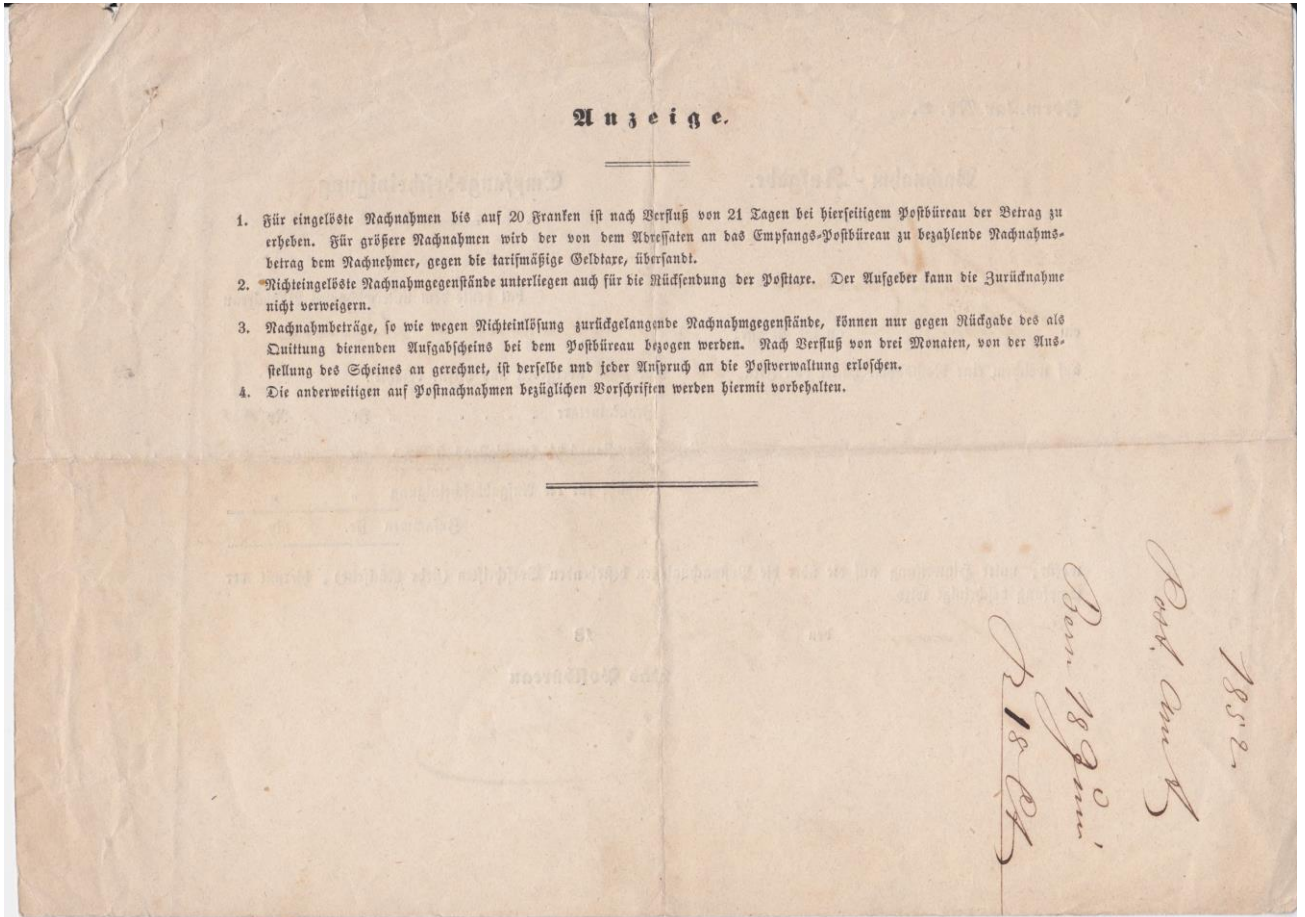 Anzeige.
1. Für eingelöste Nachnahmen bis auf 20 Franken ist nach Verfluß von 21 Tagen bei hierseitigem Postbüreau der Betrag zu
erheben. Für größere Nachnahmen wird der von dem Adressaten an das Empfangs-Postbüreau zu bezahlende Nachnahms-
betrag dem Nachnehmer, gegen die tarifmäßige Geldtaxe, übersandt.
2. Nichteingelöste Nachnahmgegenstände unterliegen auch für die Rücksendung der Posttaxe. Der Aufgeber kann die Zurücknahme
nicht verweigern.
3. Nachnahmbeträge, so wie wegen Nichteinlösung zurückgelangende Nachnahmgegenstände, können nur gegen Rückgabe des als
Quittung dienenden Aufgabscheins bei dem Postbüreau bezogen werden. Nach Verfluß von drei Monaten, von der Aus-
stellung des Scheines an gerechnet, ist derselbe und jeder Anspruch an die Postverwaltung erloschen.
4. Die anderweitigen auf Postnachnahmen bezüglichen Vorschriften werden hiermit vorbehalten.
1852
Post. Amt
Bern 18 Juni
18 Ct